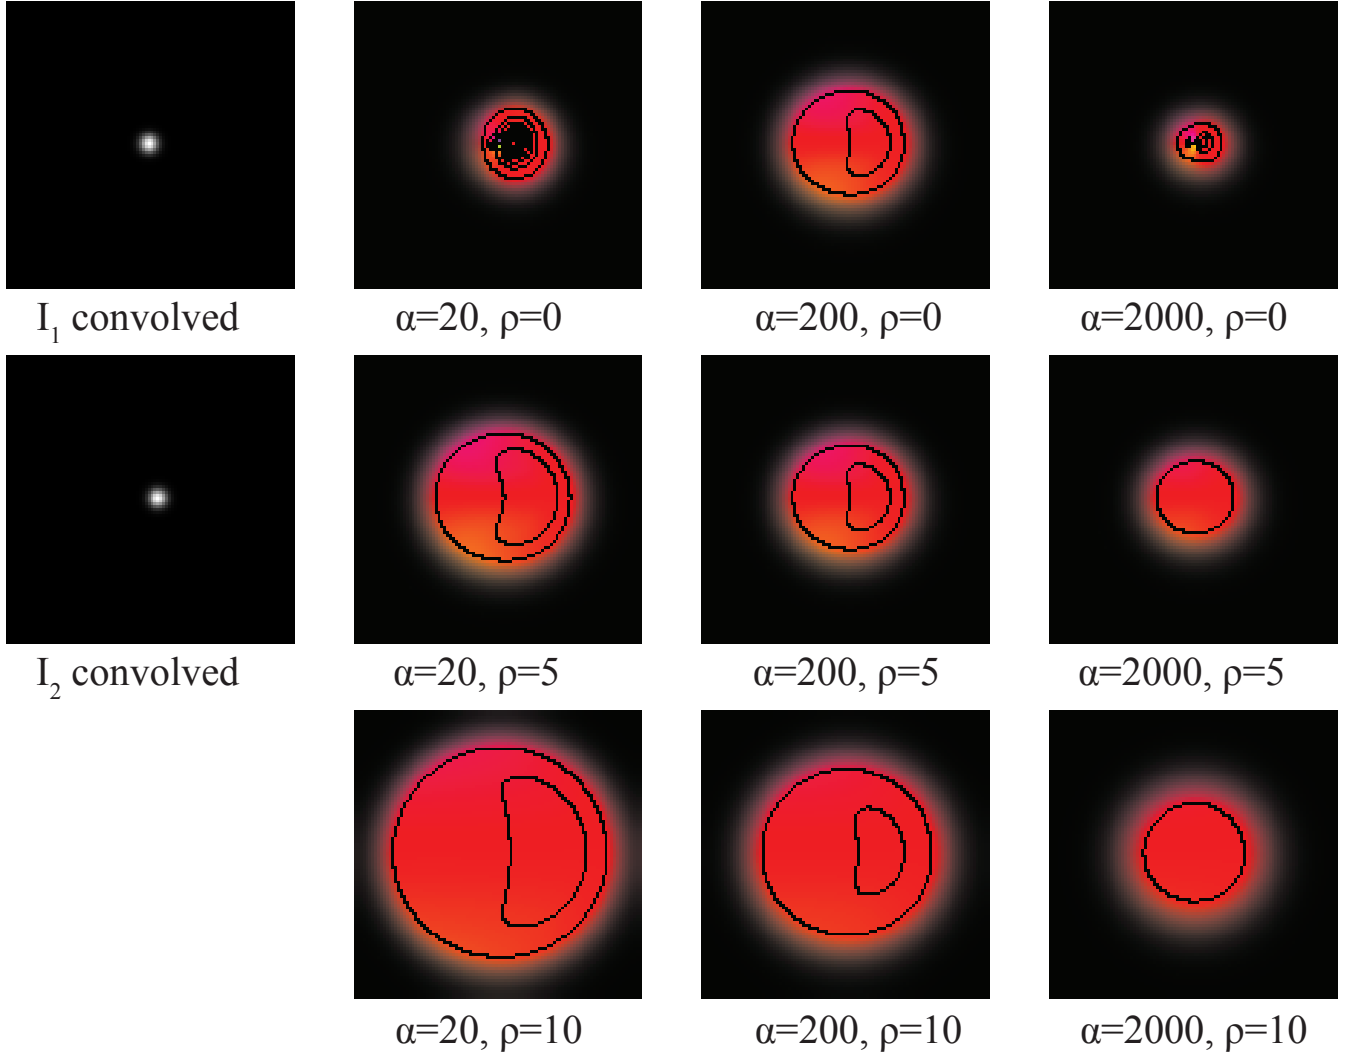 I₁ convolved
α=20, ρ=0
α=200, ρ=0
α=2000, ρ=0
I₂ convolved
α=20, ρ=5
α=200, ρ=5
α=2000, ρ=5
α=20, ρ=10
α=200, ρ=10
α=2000, ρ=10